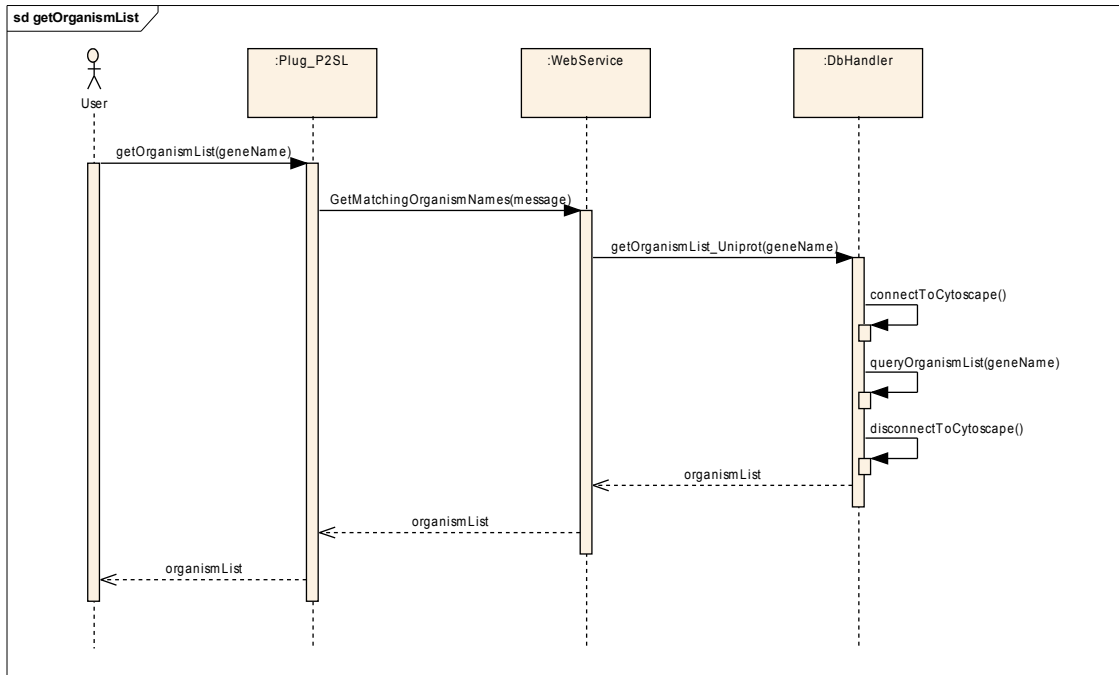 sd getOrganismList
:Plug_P2SL
:WebService
:DbHandler
User
getOrganismList(geneName)
GetMatchingOrganismNames(message)
getOrganismList_Uniprot(geneName)
connectToCytoscape()
queryOrganismList(geneName)
disconnectToCytoscape()
organismList
organismList
organismList